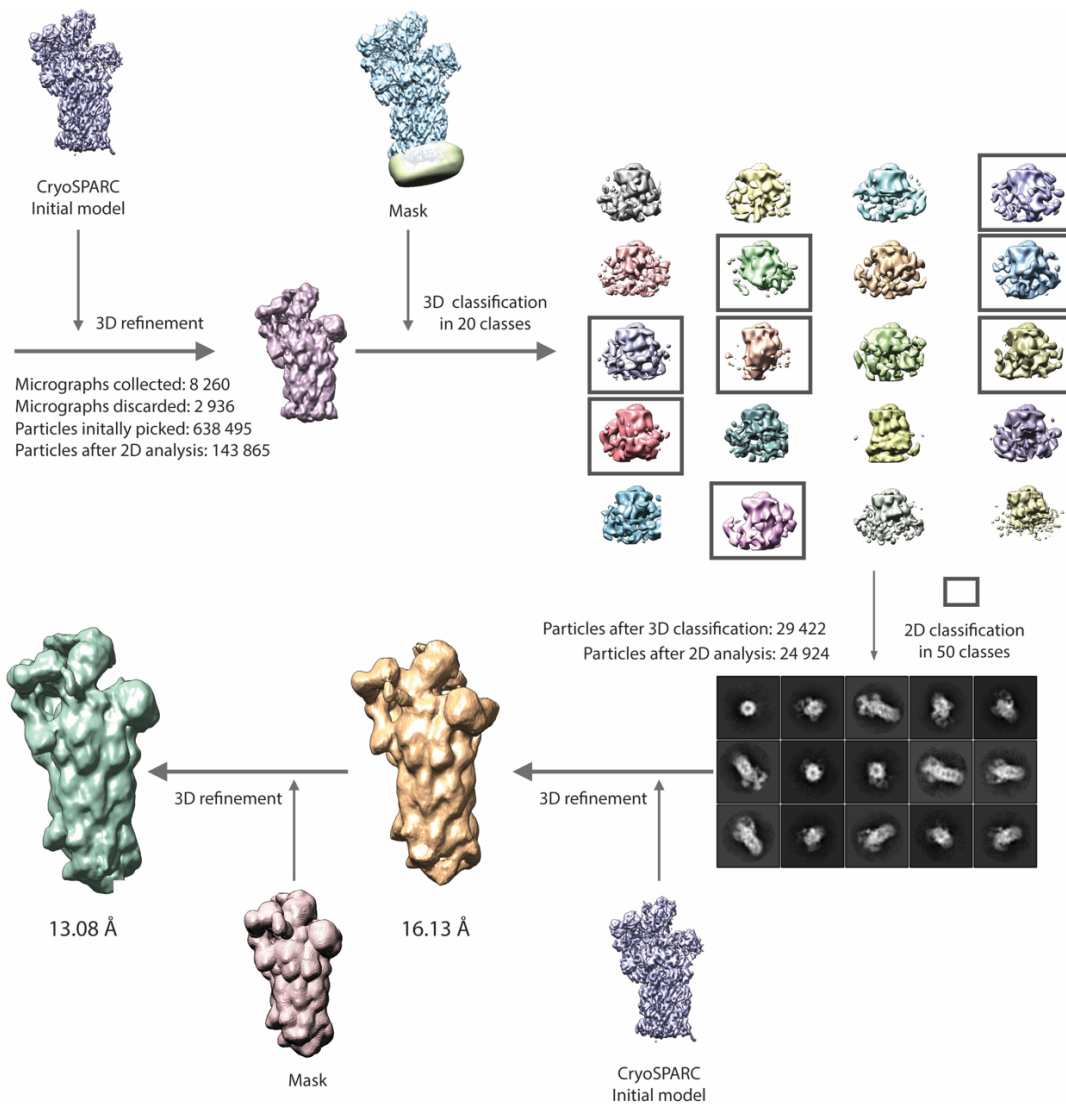 CryoSPARC
Initial model
Mask
3D refinement
3D classification
in 20 classes
Micrographs collected: 8 260
Micrographs discarded: 2 936
Particles initally picked: 638 495
Particles after 2D analysis: 143 865
Particles after 3D classification: 29 422
Particles after 2D analysis: 24 924
2D classification
in 50 classes
3D refinement
3D refinement
13.08 Å
16.13 Å
Mask
CryoSPARC
Initial model